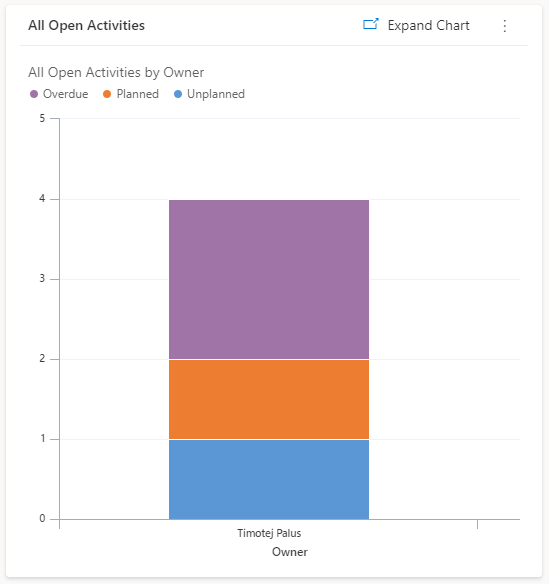 All Open Activities
Expand Chart
All Open Activities by Owner
Overdue Planned Unplanned
5
4
3
2
1
0
Timotej Palus
Owner